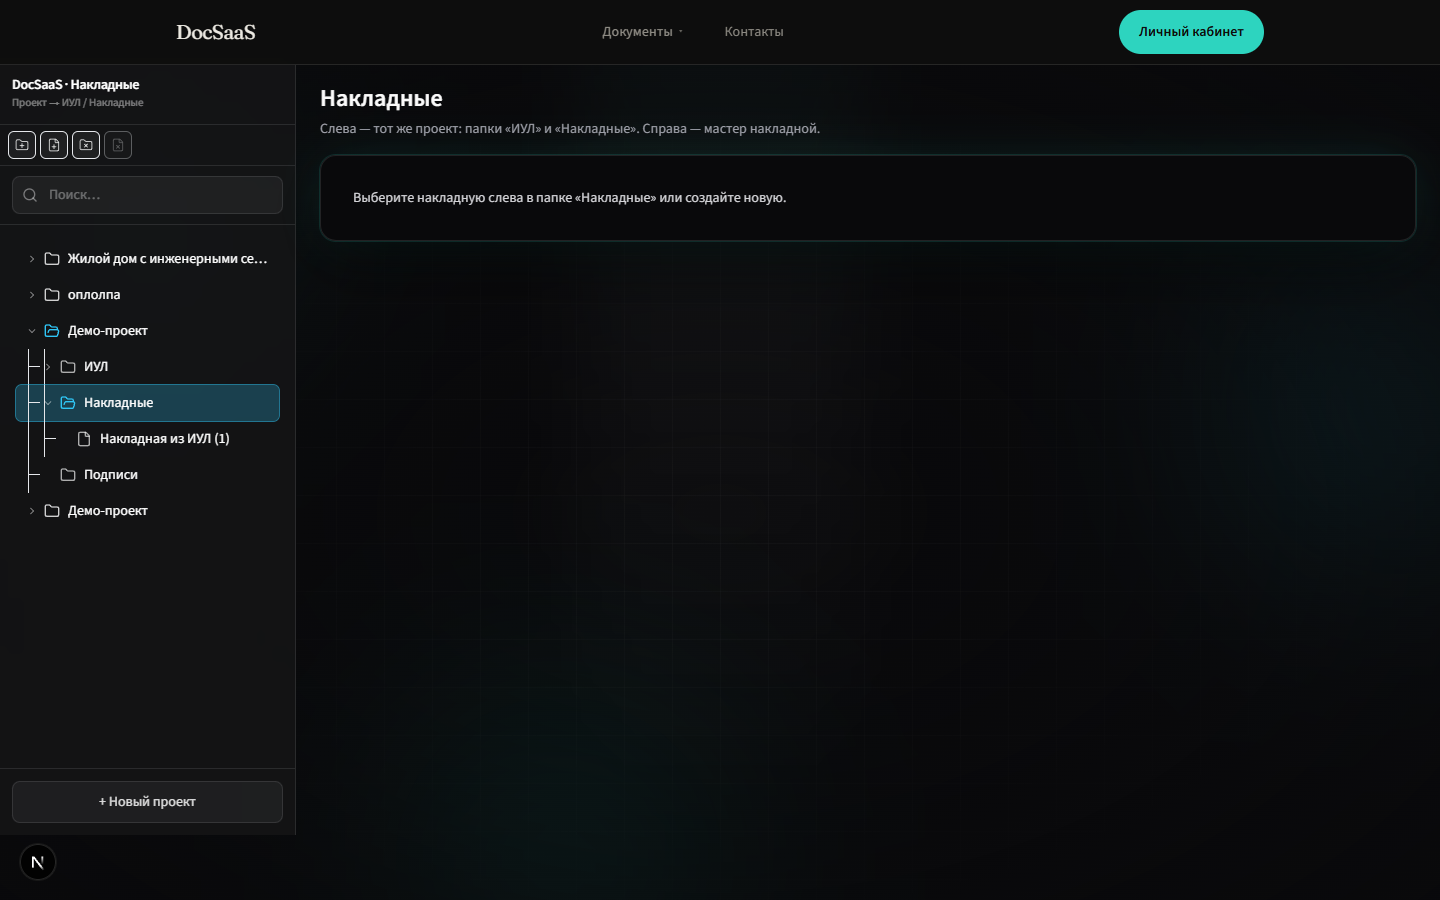 DocSaaS
Документы
Контакты
Личный кабинет
DocSaaS · Накладные
Проект → ИУЛ / Накладные
Поиск...
Жилой дом с инженерными се...
оплолпа
Демо-проект
ИУЛ
Накладные
Накладная из ИУЛ (1)
Подписи
Демо-проект
+ Новый проект
N
Накладные
Слева — тот же проект: папки «ИУЛ» и «Накладные». Справа — мастер накладной.
Выберите накладную слева в папке «Накладные» или создайте новую.